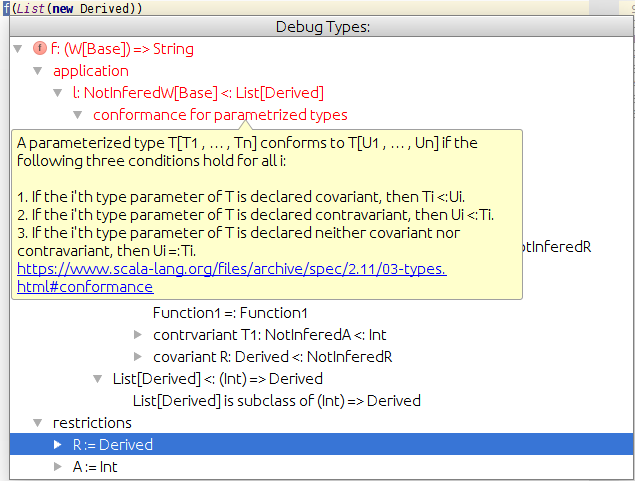 f(List(new Derived))
Debug Types:
f f: (W[Base]) => String
application
l: NotInferedW[Base] <: List[Derived]
conformance for parametrized types
A parameterized type T[T1 , … , Tn] conforms to T[U1 , … , Un] if the
following three conditions hold for all i:
1. If the i'th type parameter of T is declared covariant, then Ti <:Ui.
2. If the i'th type parameter of T is declared contravariant, then Ui <:Ti.
3. If the i'th type parameter of T is declared neither covariant nor
contravariant, then Ui =:Ti.
https://www.scala-lang.org/files/archive/spec/2.11/03-types.
html#conformance
otInferedR
Function1 =: Function1
contrvariant T1: NotInferedA <: Int
covariant R: Derived <: NotInferedR
List[Derived] <: (Int) => Derived
List[Derived] is subclass of (Int) => Derived
restrictions
R := Derived
A := Int